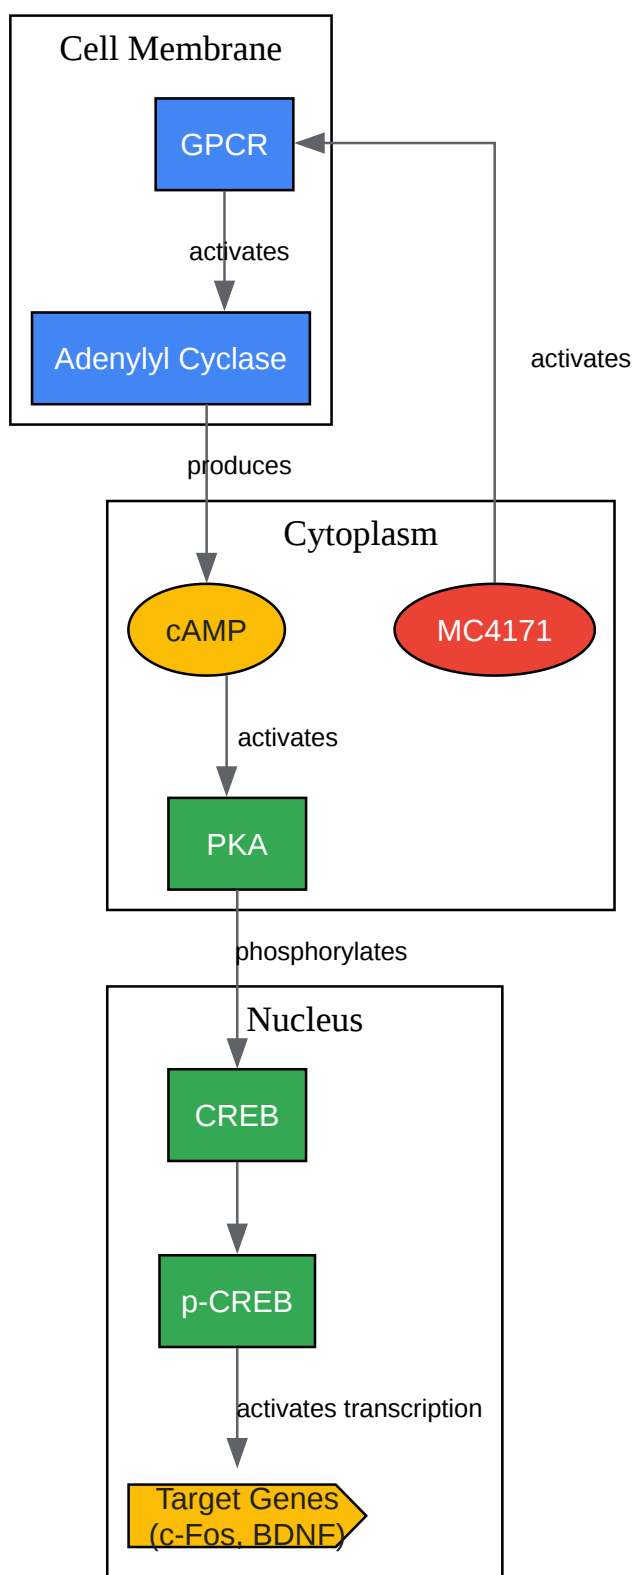 Cell Membrane
GPCR
activates
Adenylyl Cyclase
activates
produces
Cytoplasm
cAMP
MC4171
activates
PKA
phosphorylates
Nucleus
CREB
p-CREB
activates transcription
Target Genes
(c-Fos, BDNF)